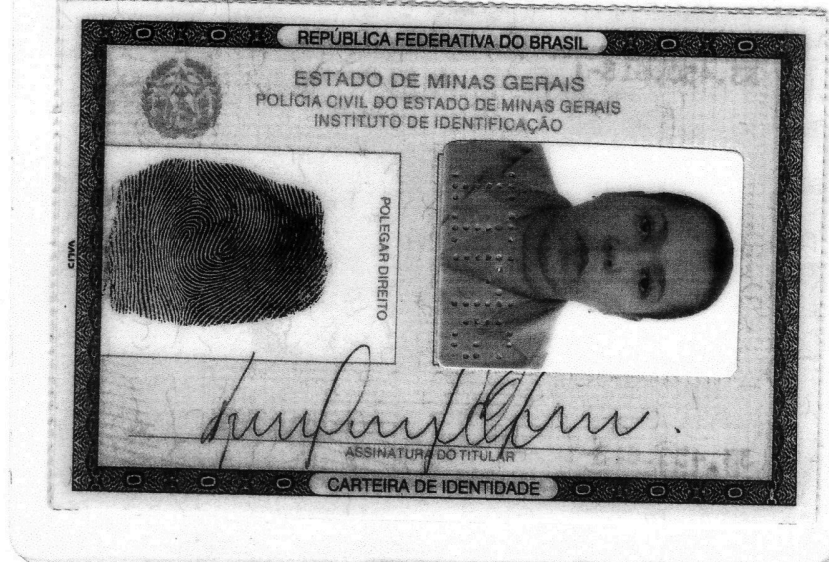 REPÚBLICA FEDERATIVA DO BRASIL
ESTADO DE MINAS GERAIS
POLÍCIA CIVIL DO ESTADO DE MINAS GERAIS
INSTITUTO DE IDENTIFICAÇÃO
POLEGAR DIREITO
ASSINATURA DO TITULAR
CARTEIRA DE IDENTIDADE